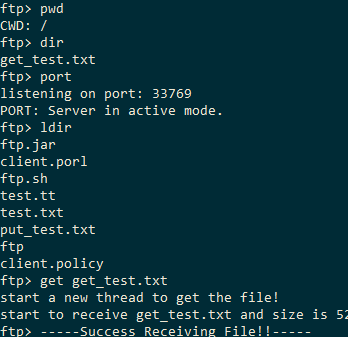 ftp> pwd
CWD: /
ftp> dir
get_test.txt
ftp> port
listening on port: 33769
PORT: Server in active mode.
ftp> ldir
ftp.jar
client.porl
ftp.sh
test.tt
test.txt
put_test.txt
ftp
client.policy
ftp> get get_test.txt
start a new thread to get the file!
start to receive get_test.txt and size is 52
ftp> -----Success Receiving File!!-----